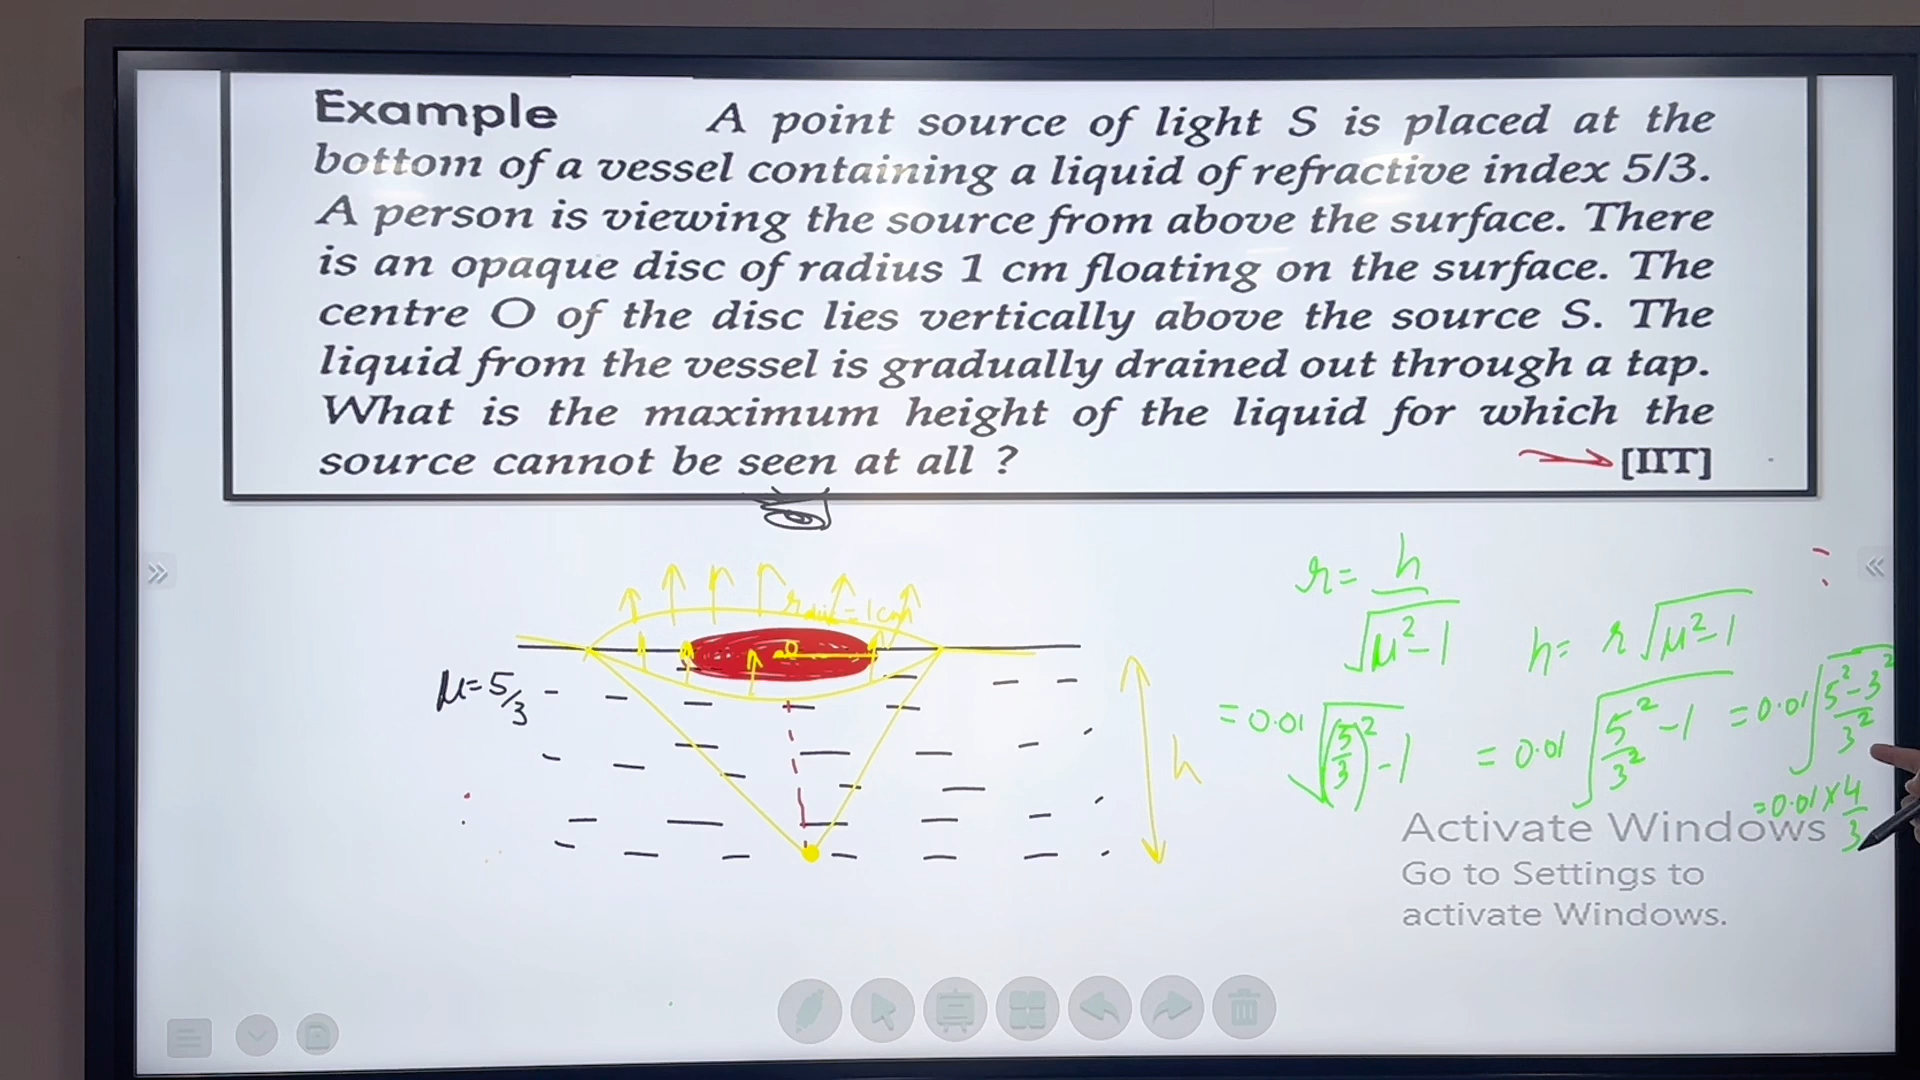 Example A point source of light S is placed at the
bottom of a vessel containing a liquid of refractive index 5/3.
A person is viewing the source from above the surface. There
is an opaque disc of radius 1 cm floating on the surface. The
centre O of the disc lies vertically above the source S. The
liquid from the vessel is gradually drained out through a tap.
What is the maximum height of the liquid for which the
source cannot be seen at all ? [IIT]
r = h/√(μ²-1)
h = r√(μ²-1)
r disc = 1cm
O
μ = 5/3
h
= 0.01 √((5/3)²-1)
= 0.01 √(5²/3² -1)
= 0.01 √((5²-3²)/3²)
= 0.01 × 4/3
Activate Windows
Go to Settings to
activate Windows.